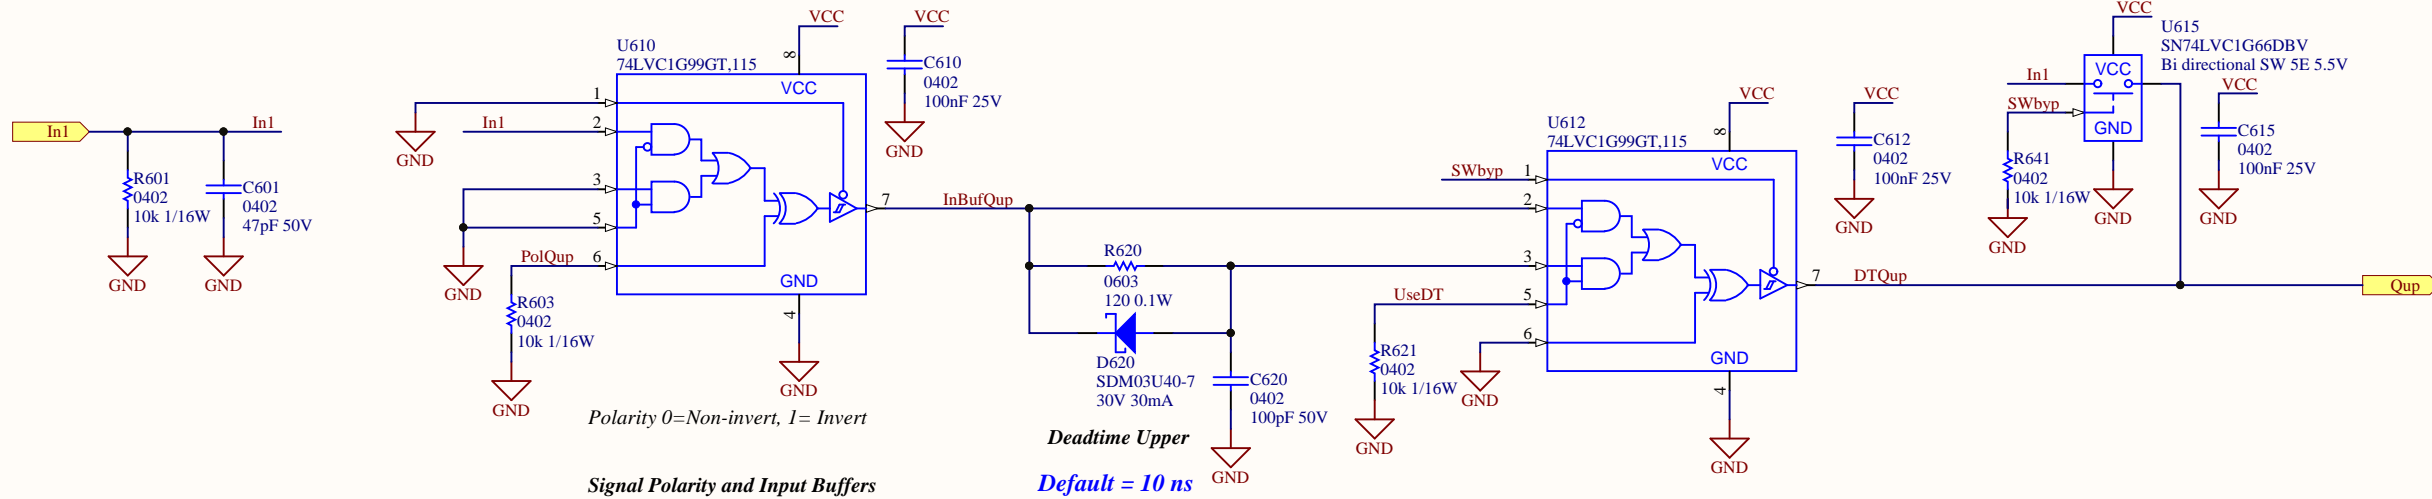 In1
In1
R601
0402
10k 1/16W
GND
C601
0402
47pF 50V
GND
U610
74LVC1G99GT,115
VCC
8
VCC
1
GND
In1
2
3
5
GND
PolQup
6
R603
0402
10k 1/16W
GND
GND
4
GND
7
Polarity 0=Non-invert, 1= Invert
Signal Polarity and Input Buffers
VCC
C610
0402
100nF 25V
GND
InBufQup
R620
0603
120 0.1W
D620
SDM03U40-7
30V 30mA
C620
0402
100pF 50V
GND
Deadtime Upper
Default = 10 ns
U612
74LVC1G99GT,115
VCC
8
VCC
SWbyp
1
2
3
UseDT
5
6
R621
0402
10k 1/16W
GND
GND
GND
4
GND
7
DTQup
VCC
C612
0402
100nF 25V
GND
VCC
U615
SN74LVC1G66DBV
Bi directional SW 5E 5.5V
In1
SWbyp
VCC
GND
R641
0402
10k 1/16W
GND
GND
VCC
C615
0402
100nF 25V
GND
Qup